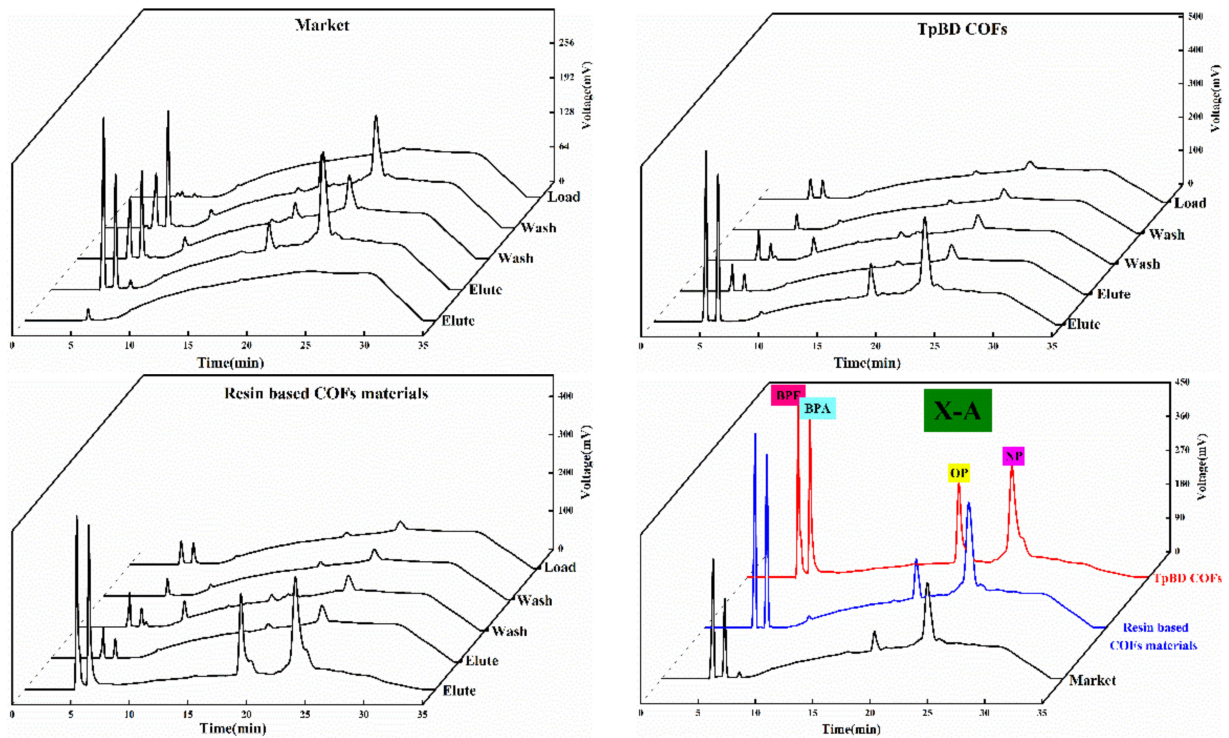 Market
256
192
128
64
0
Voltage(mV)
Load
Wash
Wash
Elute
Elute
0
5
10
15
20
25
30
35
Time(min)
TpBD COFs
500
400
300
200
100
0
Voltage(mV)
Load
Wash
Wash
Elute
Elute
0
5
10
15
20
25
30
35
Time(min)
Resin based COFs materials
400
300
200
100
0
Voltage(mV)
Load
Wash
Wash
Elute
Elute
0
5
10
15
20
25
30
35
Time(min)
BPF
BPA
X-A
OP
NP
450
360
270
180
90
0
Voltage(mV)
TpBD COFs
Resin based
COFs materials
Market
0
5
10
15
20
25
30
35
Time(min)